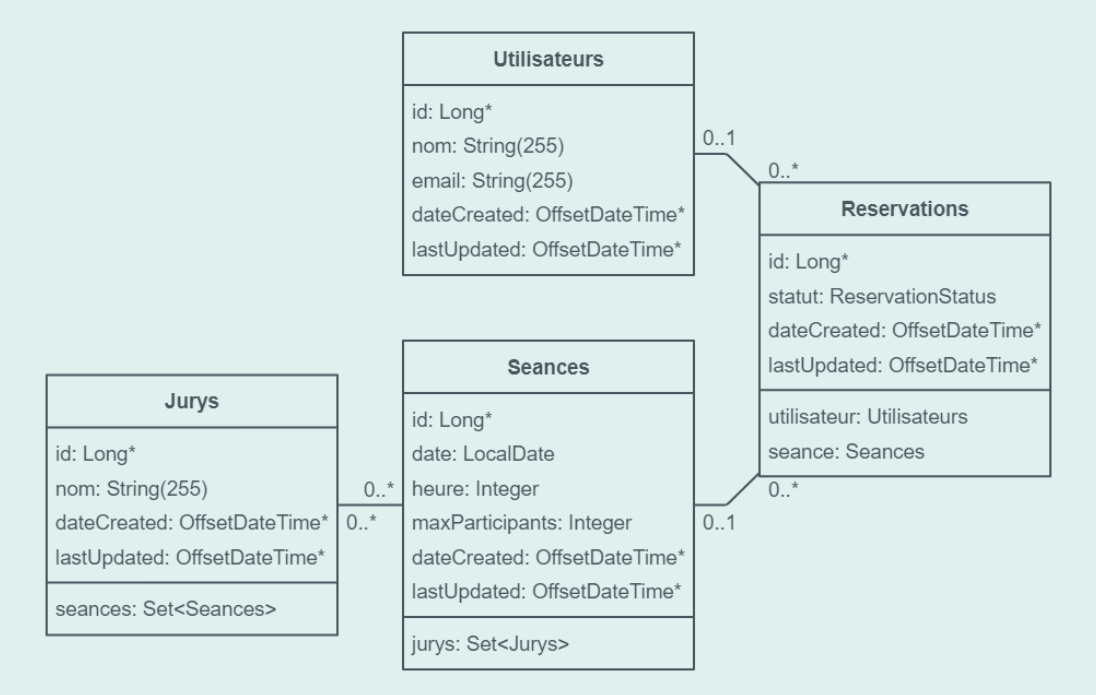 Utilisateurs
id: Long*
nom: String(255)
email: String(255)
dateCreated: OffsetDateTime*
lastUpdated: OffsetDateTime*
0..1
0..*
Reservations
id: Long*
statut: ReservationStatus
dateCreated: OffsetDateTime*
lastUpdated: OffsetDateTime*
utilisateur: Utilisateurs
seance: Seances
Seances
id: Long*
date: LocalDate
heure: Integer
maxParticipants: Integer
dateCreated: OffsetDateTime*
lastUpdated: OffsetDateTime*
jurys: Set<Jurys>
0..*
0..1
Jurys
id: Long*
nom: String(255)
dateCreated: OffsetDateTime*
lastUpdated: OffsetDateTime*
seances: Set<Seances>
0..*
0..*